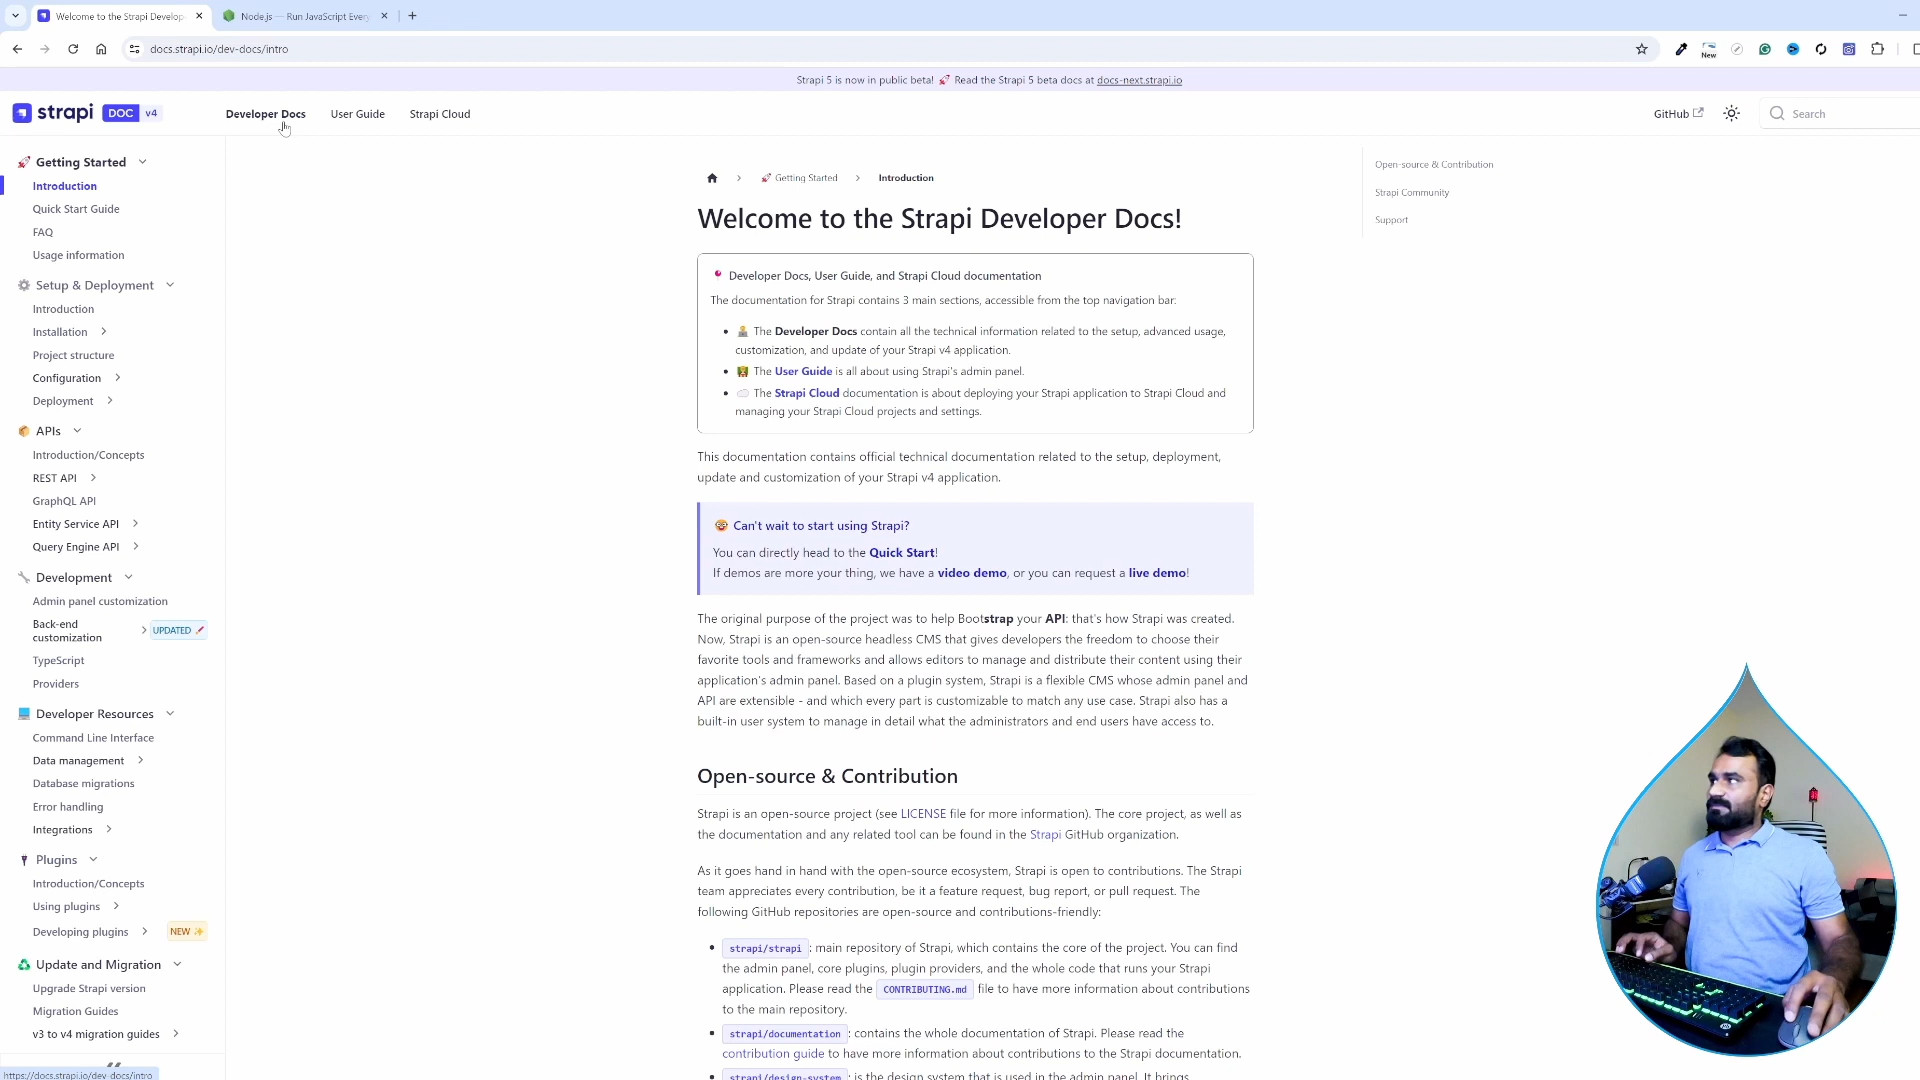 Welcome to the Strapi Develop
Node.js — Run JavaScript Every
docs.strapi.io/dev-docs/intro
New
Strapi 5 is now in public beta! 🚀 Read the Strapi 5 beta docs at docs-next.strapi.io
strapi DOC v4
Developer Docs
User Guide
Strapi Cloud
GitHub
Search
🚀 Getting Started
Introduction
Quick Start Guide
FAQ
Usage information
⚙️ Setup & Deployment
Introduction
Installation
Project structure
Configuration
Deployment
📦 APIs
Introduction/Concepts
REST API
GraphQL API
Entity Service API
Query Engine API
🔧 Development
Admin panel customization
Back-end
customization
UPDATED 🖍️
TypeScript
Providers
💻 Developer Resources
Command Line Interface
Data management
Database migrations
Error handling
Integrations
🔌 Plugins
Introduction/Concepts
Using plugins
Developing plugins
NEW ✨
♻️ Update and Migration
Upgrade Strapi version
Migration Guides
v3 to v4 migration guides
https://docs.strapi.io/dev-docs/intro
🚀 Getting Started
Introduction
Welcome to the Strapi Developer Docs!
Developer Docs, User Guide, and Strapi Cloud documentation
The documentation for Strapi contains 3 main sections, accessible from the top navigation bar:
• The Developer Docs contain all the technical information related to the setup, advanced usage,
customization, and update of your Strapi v4 application.
• The User Guide is all about using Strapi's admin panel.
• ☁️ The Strapi Cloud documentation is about deploying your Strapi application to Strapi Cloud and
managing your Strapi Cloud projects and settings.
This documentation contains official technical documentation related to the setup, deployment,
update and customization of your Strapi v4 application.
Can't wait to start using Strapi?
You can directly head to the Quick Start!
If demos are more your thing, we have a video demo, or you can request a live demo!
The original purpose of the project was to help Bootstrap your API: that's how Strapi was created.
Now, Strapi is an open-source headless CMS that gives developers the freedom to choose their
favorite tools and frameworks and allows editors to manage and distribute their content using their
application's admin panel. Based on a plugin system, Strapi is a flexible CMS whose admin panel and
API are extensible - and which every part is customizable to match any use case. Strapi also has a
built-in user system to manage in detail what the administrators and end users have access to.
Open-source & Contribution
Strapi is an open-source project (see LICENSE file for more information). The core project, as well as
the documentation and any related tool can be found in the Strapi GitHub organization.
As it goes hand in hand with the open-source ecosystem, Strapi is open to contributions. The Strapi
team appreciates every contribution, be it a feature request, bug report, or pull request. The
following GitHub repositories are open-source and contributions-friendly:
• strapi/strapi: main repository of Strapi, which contains the core of the project. You can find
the admin panel, core plugins, plugin providers, and the whole code that runs your Strapi
application. Please read the CONTRIBUTING.md file to have more information about contributions
to the main repository.
• strapi/documentation: contains the whole documentation of Strapi. Please read the
contribution guide to have more information about contributions to the Strapi documentation.
• strapi/design-system: is the design system that is used in the admin panel. It brings
Open-source & Contribution
Strapi Community
Support